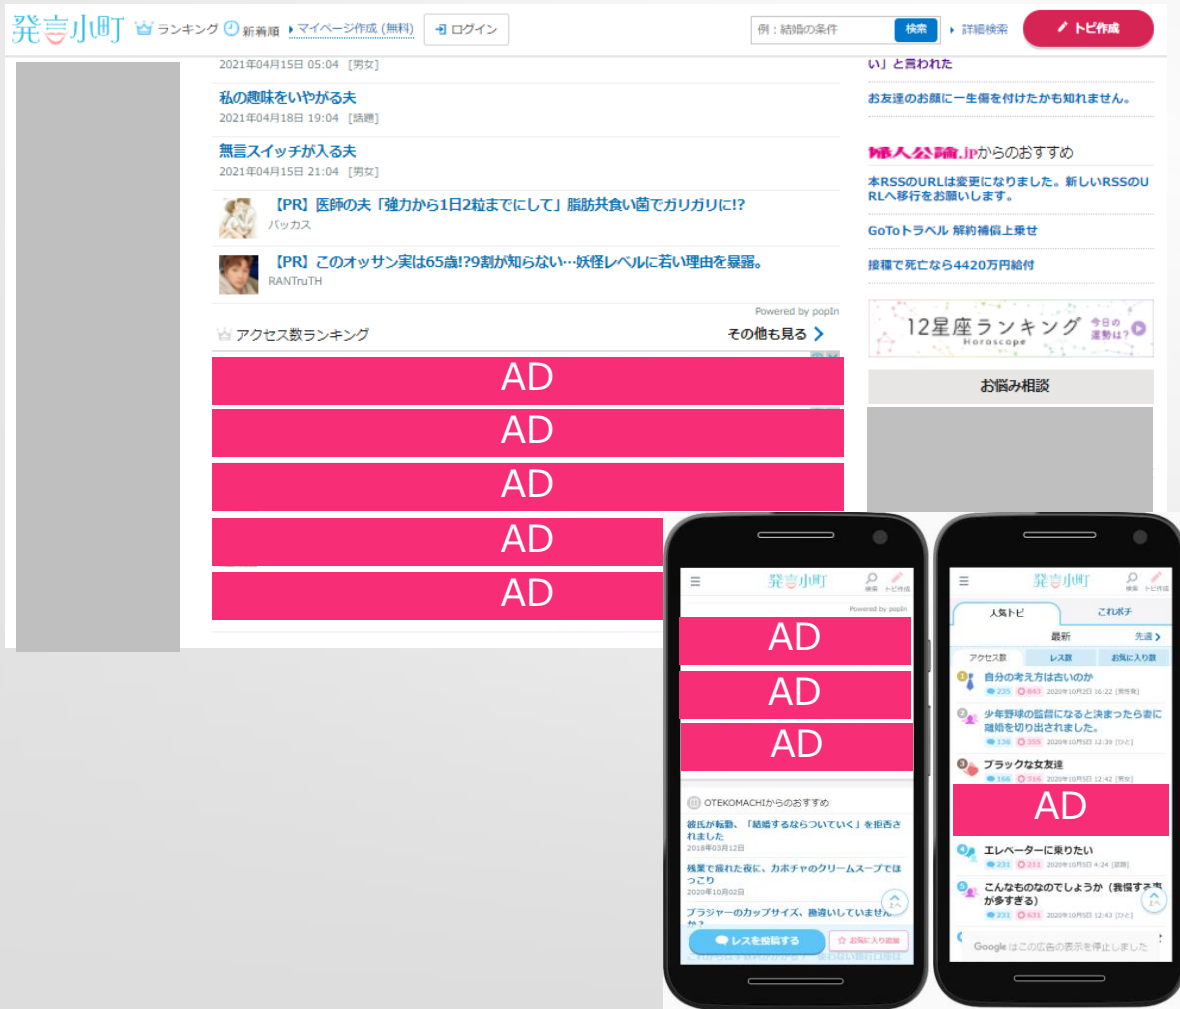 発言小町
ランキング
新着順
マイページ作成 (無料)
ログイン
例：結婚の条件
検索
詳細検索
トピ作成
2021年04月15日 05:04 [男女]
私の趣味をいやがる夫
2021年04月18日 19:04 [話題]
無言スイッチが入る夫
2021年04月15日 21:04 [男女]
【PR】医師の夫「強力から1日2粒までにして」脂肪共食い菌でガリガリに!?
バッカス
【PR】このオッサン実は65歳!?9割が知らない…妖怪レベルに若い理由を暴露。
RANTruTH
Powered by popIn
アクセス数ランキング
その他も見る
AD
AD
AD
AD
AD
い」と言われた
お友達のお顔に一生傷を付けたかも知れません。
婦人公論.jpからのおすすめ
本RSSのURLは変更になりました。新しいRSSのU
RLへ移行をお願いします。
GoToトラベル 解約補償上乗せ
接種で死亡なら4420万円給付
12星座ランキング
Horoscope
今日の
運勢は?
お悩み相談
発言小町
検索
トピ作成
Powered by popIn
AD
AD
AD
OTEKOMACHIからのおすすめ
彼氏が転勤、「結婚するならついていく」を拒否さ
れました
2018年03月12日
残業で疲れた夜に、カボチャのクリームスープでほ
っこり
2020年10月02日
ブラジャーのカップサイズ、勘違いしていません
か？
上へ
レスを投稿する
お気に入り追加
発言小町
検索
トピ作成
人気トピ
これポチ
最新
先週
アクセス数
レス数
お気に入り数
1
自分の考え方は古いのか
235 843 2020年10月2日 16:22 [男性発]
2
少年野球の監督になると決まったら妻に
離婚を切り出されました。
136 355 2020年10月5日 12:39 [ひと]
3
ブラックな女友達
166 316 2020年10月5日 12:42 [男女]
AD
4
エレベーターに乗りたい
231 211 2020年10月5日 4:24 [話題]
5
こんなものなのでしょうか（我慢する事
が多すぎる）
231 631 2020年10月5日 12:43 [ひと]
上へ
Google はこの広告の表示を停止しました